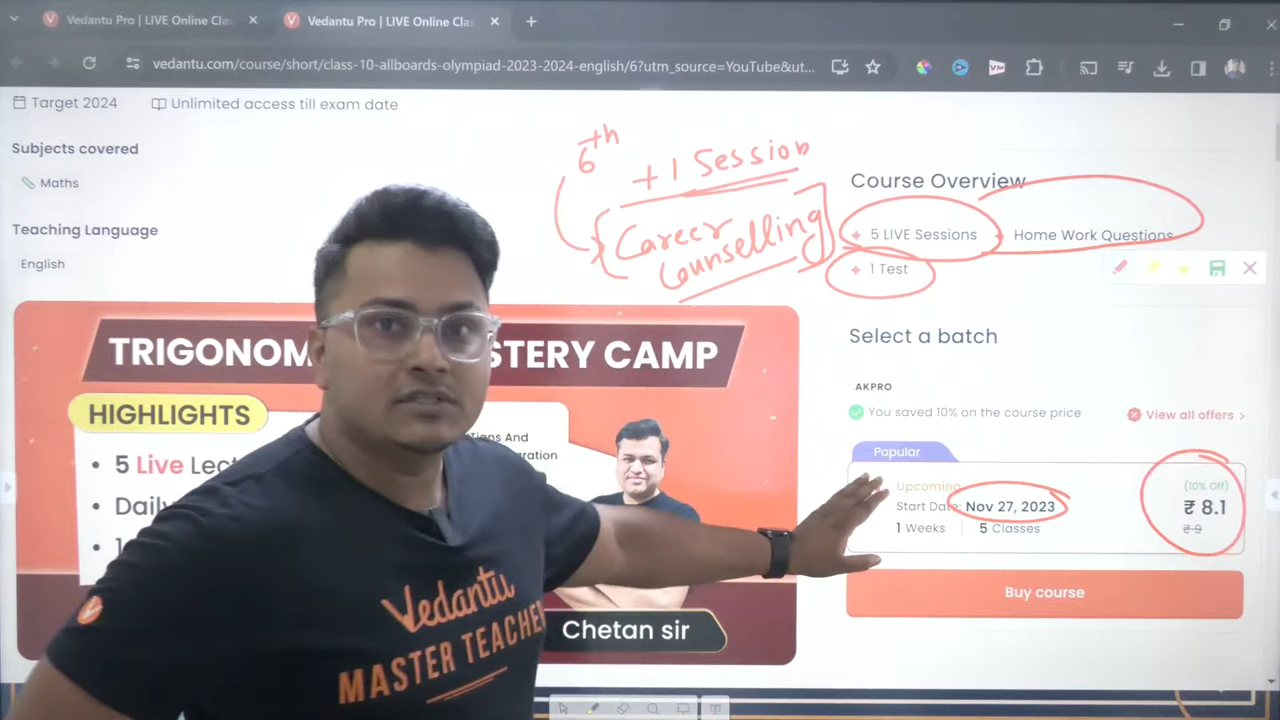 Vedantu Pro | LIVE Online Cla
Vedantu Pro | LIVE Online Clas
vedantu.com/course/short/class-10-allboards-olympiad-2023-2024-english/6?utm_source=YouTube&ut...
Target 2024
Unlimited access till exam date
Subjects covered
Maths
Teaching Language
English
6th
+1 Session
Career
Counselling
Course Overview
5 LIVE Sessions
Home Work Questions
1 Test
TRIGONOM
STERY CAMP
HIGHLIGHTS
5 Live Lect
Daily
1
And
Chetan sir
Select a batch
AKPRO
You saved 10% on the course price
View all offers >
Popular
Upcoming
(10% Off)
Start Date: Nov 27, 2023
₹ 8.1
1 Weeks | 5 Classes
₹ 9
Buy course
Vedantu
MASTER TEACHER
VM